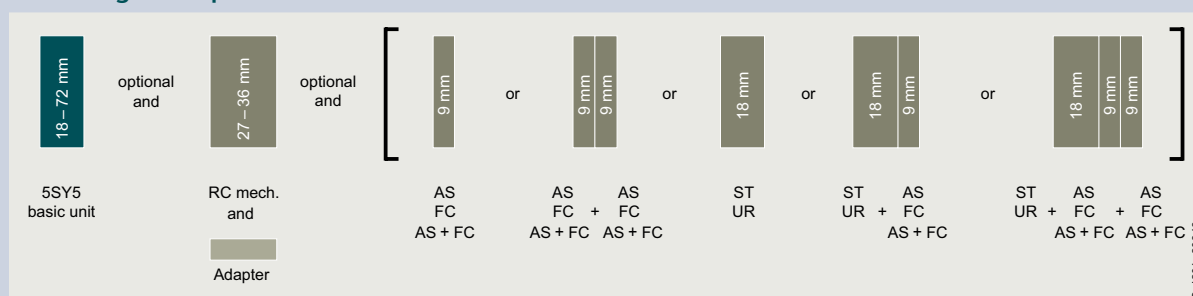 18 – 72 mm
optional
and
27 – 36 mm
optional
and
9 mm
or
9 mm
9 mm
or
18 mm
or
18 mm
9 mm
or
18 mm
9 mm
9 mm
5SY5
basic unit
RC mech.
and
Adapter
AS
FC
AS + FC
AS AS
FC + FC
AS + FC AS + FC
ST
UR
ST AS
UR + FC
AS + FC
ST AS AS
UR + FC + FC
AS + FC AS + FC